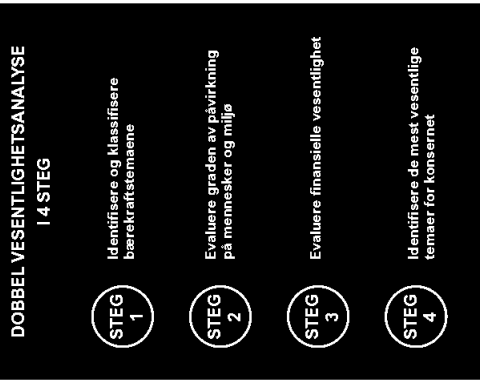 DOBBEL VESENTLIGHETSANALYSE
I 4 STEG
STEG
1
Identifisere og klassifisere
bærekraftstemaene
STEG
2
Evaluere graden av påvirkning
på mennesker og miljø
STEG
3
Evaluere finansielle vesentlighet
STEG
4
Identifisere de mest vesentlige
temaer for konsernet